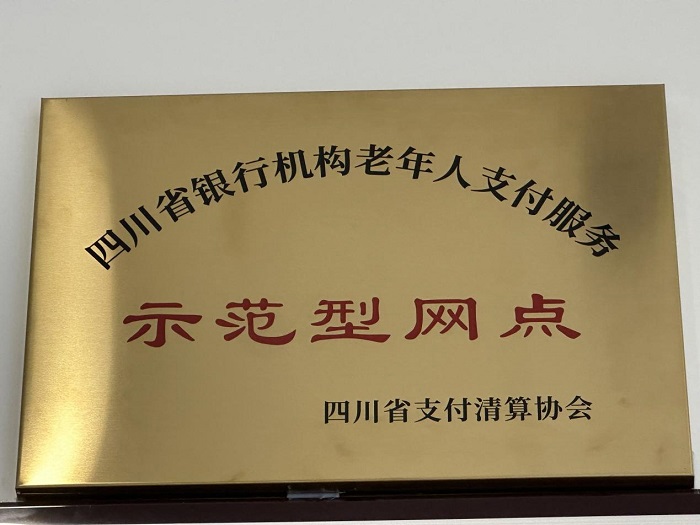 四川省银行机构老年人支付服务
示范型网点
四川省支付清算协会